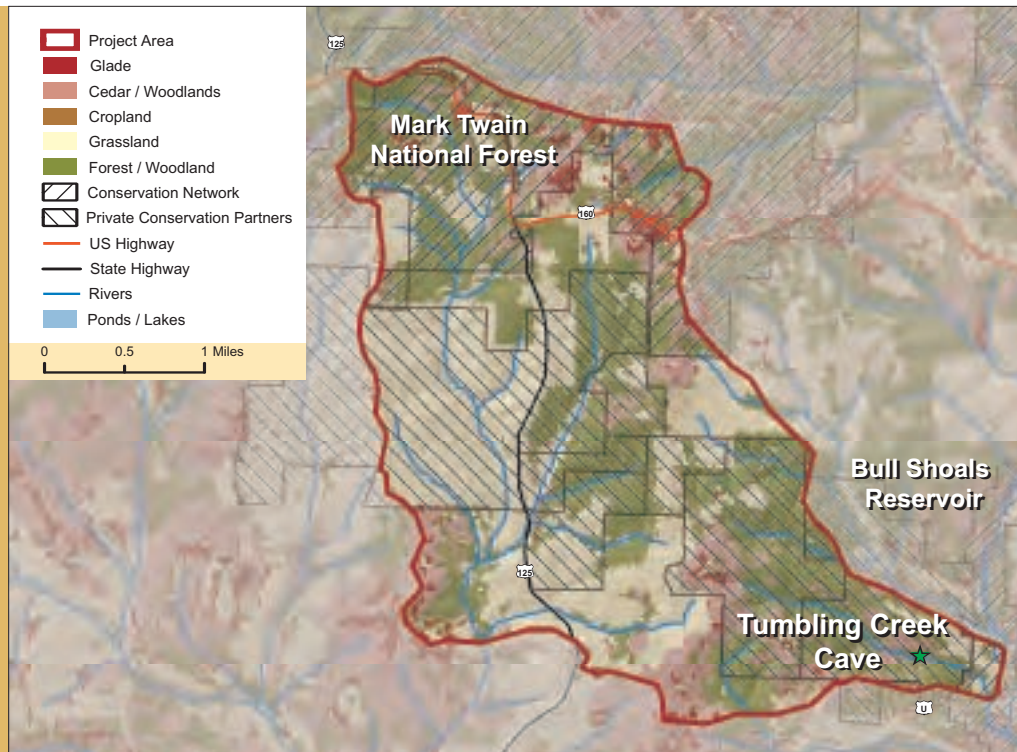 Project Area
Glade
Cedar / Woodlands
Cropland
Grassland
Forest / Woodland
Conservation Network
Private Conservation Partners
US Highway
State Highway
Rivers
Ponds / Lakes
0 0.5 1 Miles
125
Mark Twain
National Forest
160
Bull Shoals
Reservoir
125
Tumbling Creek
Cave
U